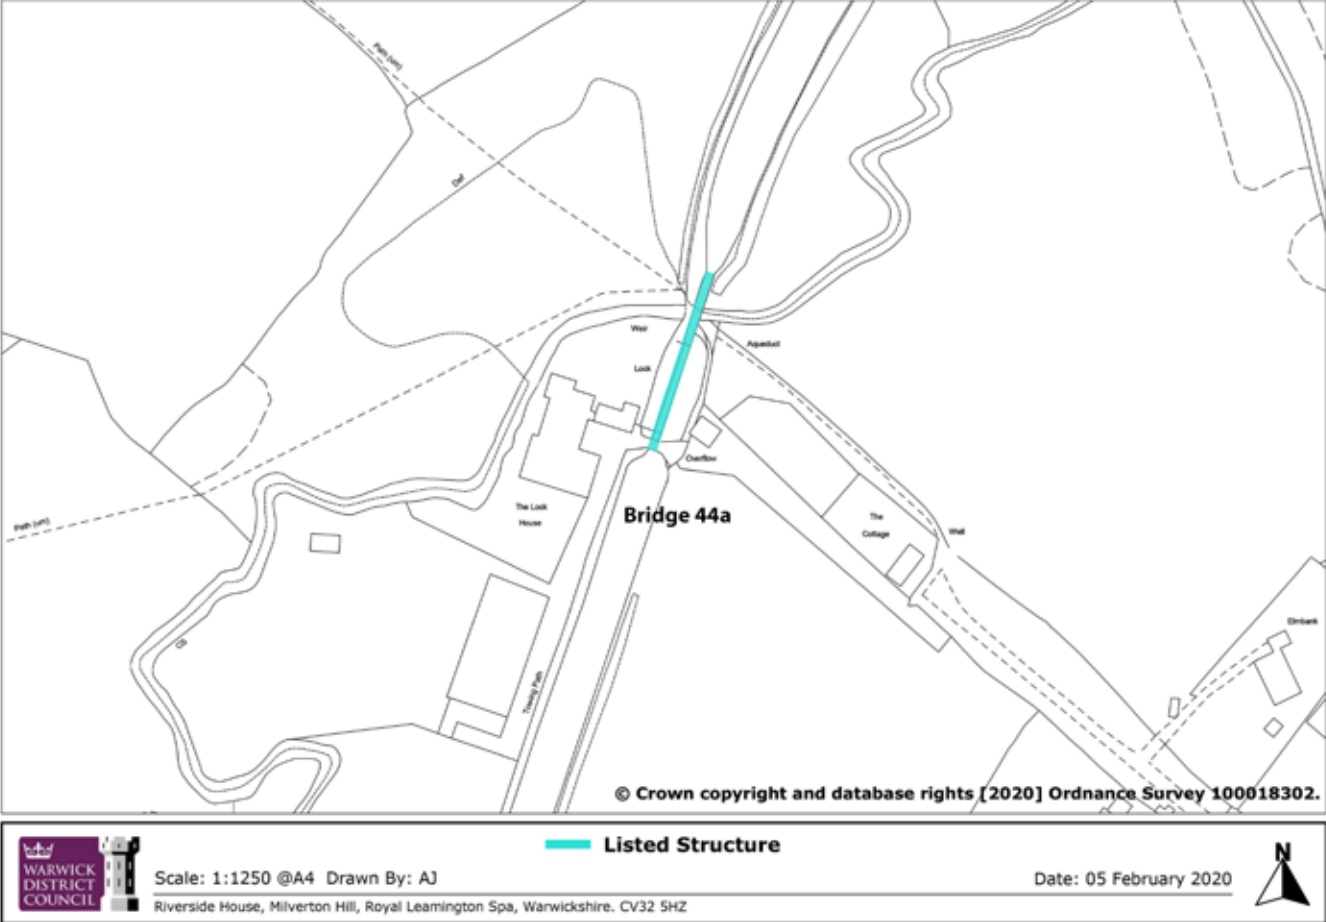 Path (um)
Def
Weir
Aqueduct
Lock
Overflow
The Lock
House
Bridge 44a
The
Cottage
Well
Path (um)
Elmbank
CS
Towing Path
© Crown copyright and database rights [2020] Ordnance Survey 100018302.
Listed Structure
N
WARWICK
DISTRICT
COUNCIL
Scale: 1:1250 @A4 Drawn By: AJ
Date: 05 February 2020
Riverside House, Milverton Hill, Royal Leamington Spa, Warwickshire. CV32 5HZ